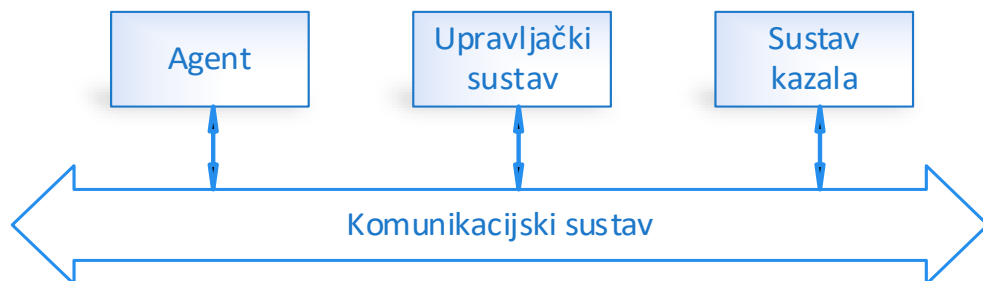 Agent
Upravljački
sustav
Sustav
kazala
Komunikacijski sustav